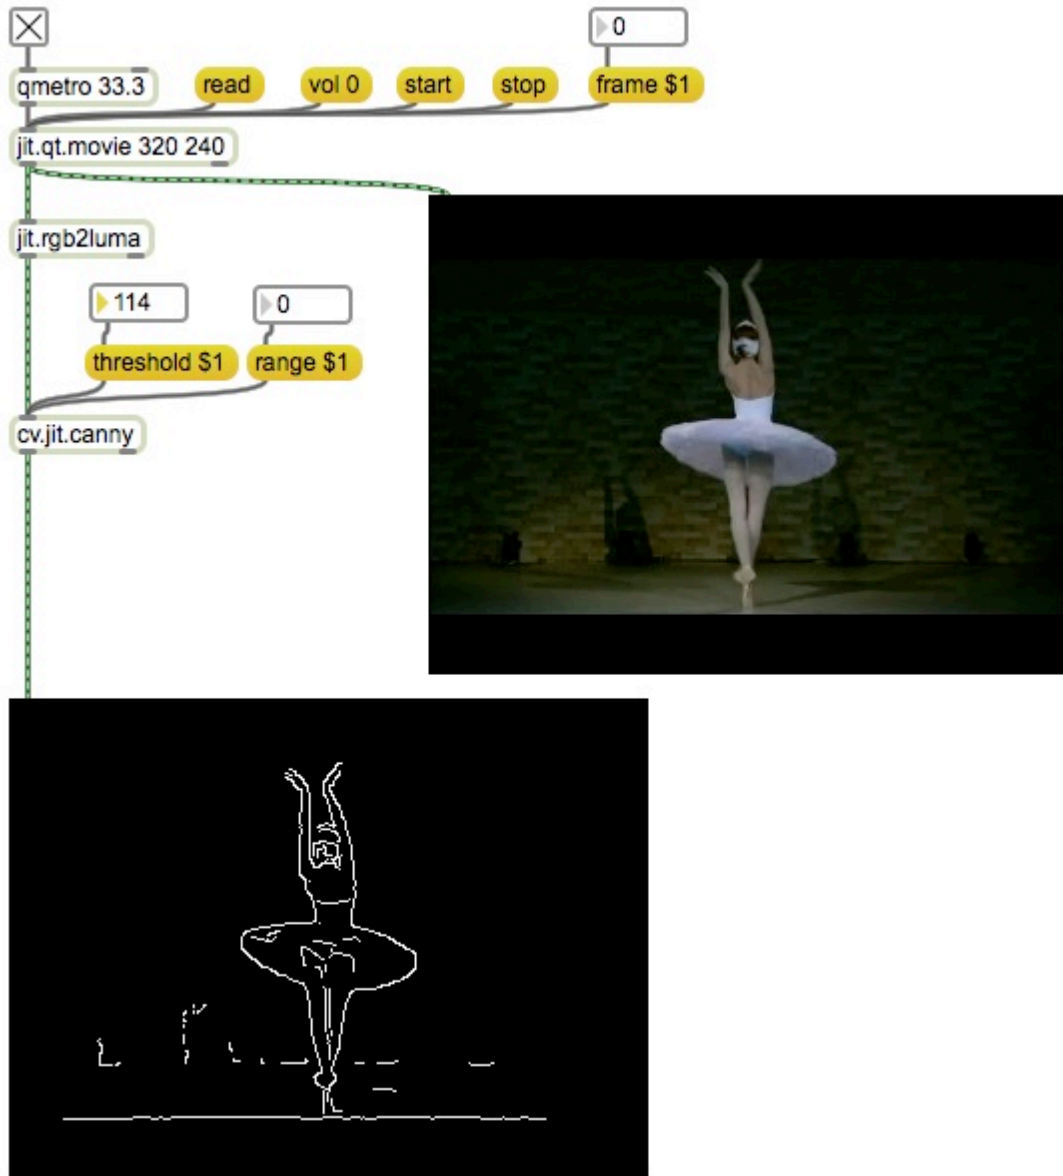 0
qmetro 33.3
read
vol 0
start
stop
frame $1
jit.qt.movie 320 240
jit.rgb2luma
114
0
threshold $1
range $1
cv.jit.canny